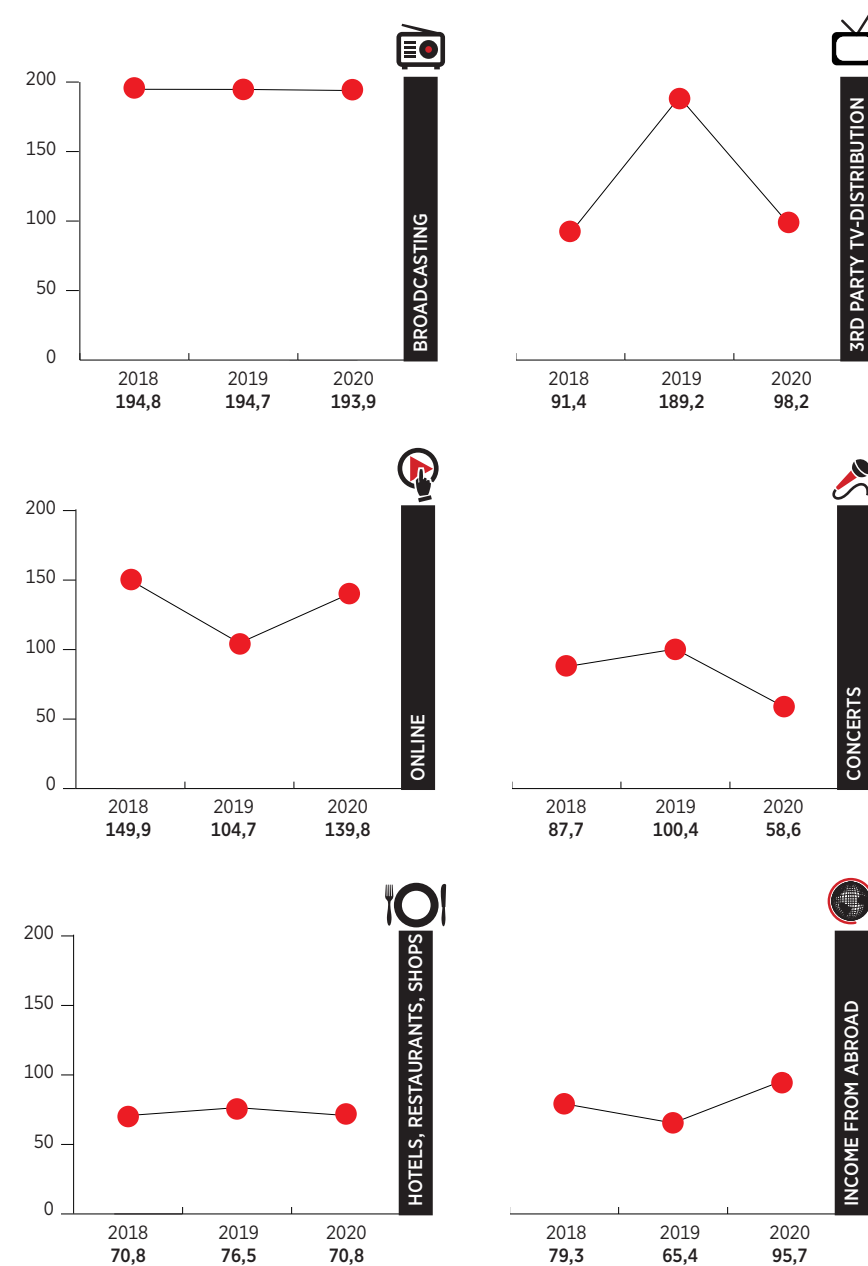 200
150
100
50
0
2018 2019 2020
194,8 194,7 193,9
BROADCASTING
2018 2019 2020
91,4 189,2 98,2
3RD PARTY TV-DISTRIBUTION
200
150
100
50
0
2018 2019 2020
149,9 104,7 139,8
ONLINE
2018 2019 2020
87,7 100,4 58,6
CONCERTS
200
150
100
50
0
2018 2019 2020
70,8 76,5 70,8
HOTELS, RESTAURANTS, SHOPS
2018 2019 2020
79,3 65,4 95,7
INCOME FROM ABROAD